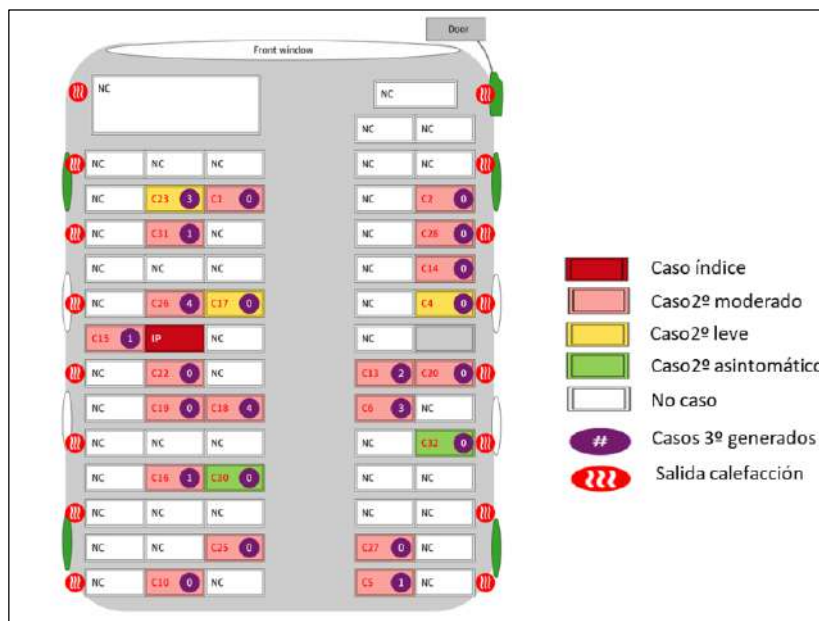 Door
Front window
NC NC
NC NC
NC NC NC NC NC
NC C23 3 C1 0 NC C2 0
NC C31 1 NC NC C28 0
NC NC NC NC C14 0
NC C26 4 C17 0 NC C4 0
C15 1 IP NC NC
NC C22 0 NC C13 2 C20 0
NC C19 0 C18 4 C6 3 NC
NC NC NC NC C32 0
NC C16 1 C30 0 NC NC
NC NC NC NC NC
NC NC C25 0 C27 0 NC
NC C10 0 NC C5 1 NC
Caso índice
Caso2º moderado
Caso2º leve
Caso2º asintomático
No caso
# Casos 3º generados
Salida calefacción